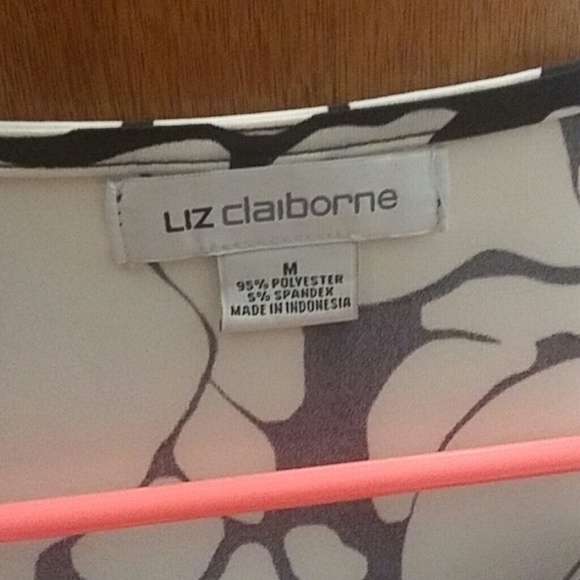 LIZ claiborne
M
95% POLYESTER
5% SPANDEX
MADE IN INDONESIA